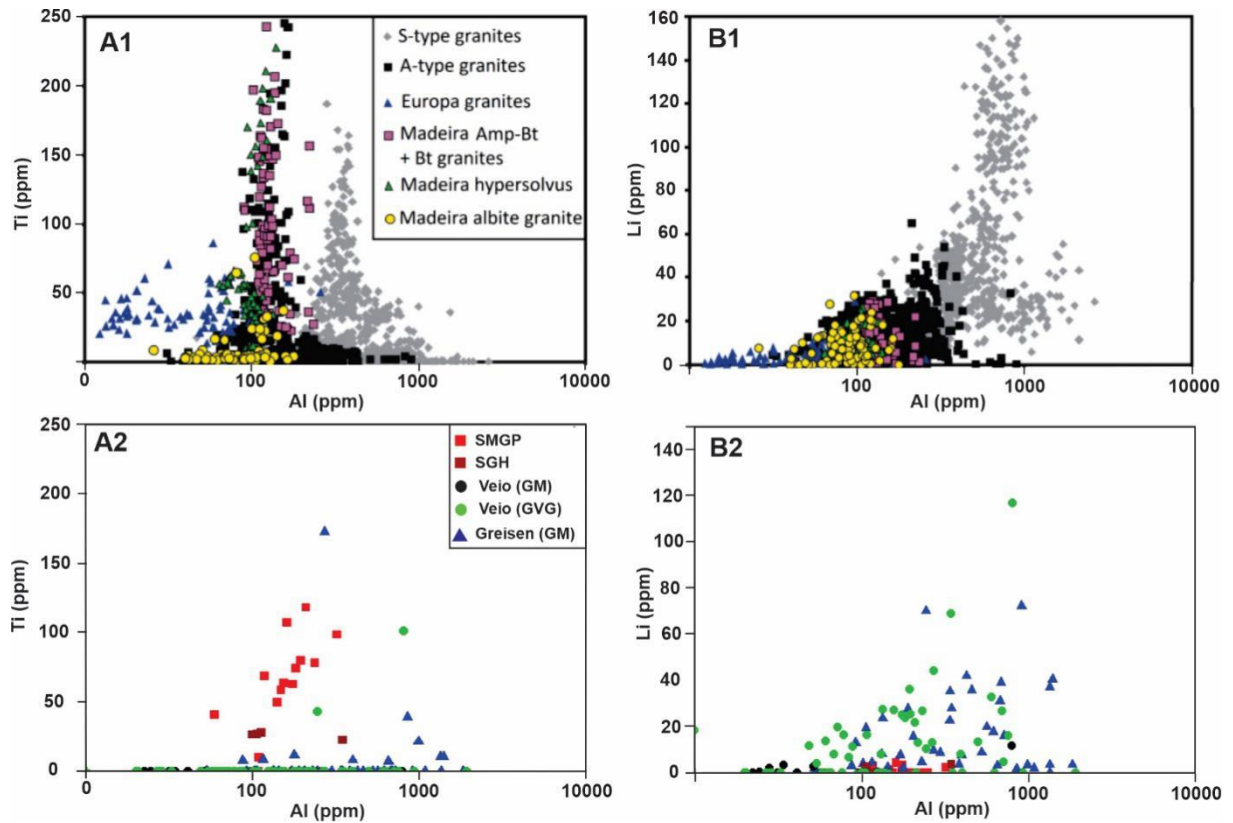 A1
250
200
150
100
50
0
100
1000
10000
Ti (ppm)
Al (ppm)
S-type granites
A-type granites
Europa granites
Madeira Amp-Bt
+ Bt granites
Madeira hypersolvus
Madeira albite granite
B1
160
140
120
100
80
60
40
20
0
100
1000
10000
Li (ppm)
Al (ppm)
A2
250
200
150
100
50
0
0
100
1000
10000
Ti (ppm)
Al (ppm)
SMGP
SGH
Veio (GM)
Veio (GVG)
Greisen (GM)
B2
140
120
100
80
60
40
20
0
100
1000
10000
Li (ppm)
Al (ppm)